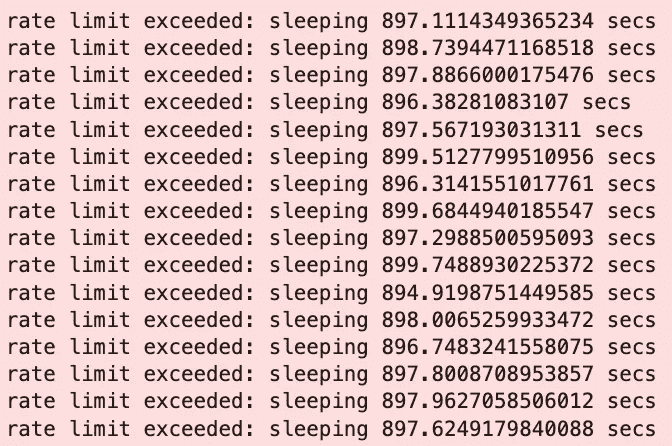 rate limit exceeded: sleeping 897.1114349365234 secs
rate limit exceeded: sleeping 898.7394471168518 secs
rate limit exceeded: sleeping 897.8866000175476 secs
rate limit exceeded: sleeping 896.38281083107 secs
rate limit exceeded: sleeping 897.567193031311 secs
rate limit exceeded: sleeping 899.5127799510956 secs
rate limit exceeded: sleeping 896.3141551017761 secs
rate limit exceeded: sleeping 899.6844940185547 secs
rate limit exceeded: sleeping 897.2988500595093 secs
rate limit exceeded: sleeping 899.7488930225372 secs
rate limit exceeded: sleeping 894.9198751449585 secs
rate limit exceeded: sleeping 898.0065259933472 secs
rate limit exceeded: sleeping 896.7483241558075 secs
rate limit exceeded: sleeping 897.8008708953857 secs
rate limit exceeded: sleeping 897.9627058506012 secs
rate limit exceeded: sleeping 897.6249179840088 secs